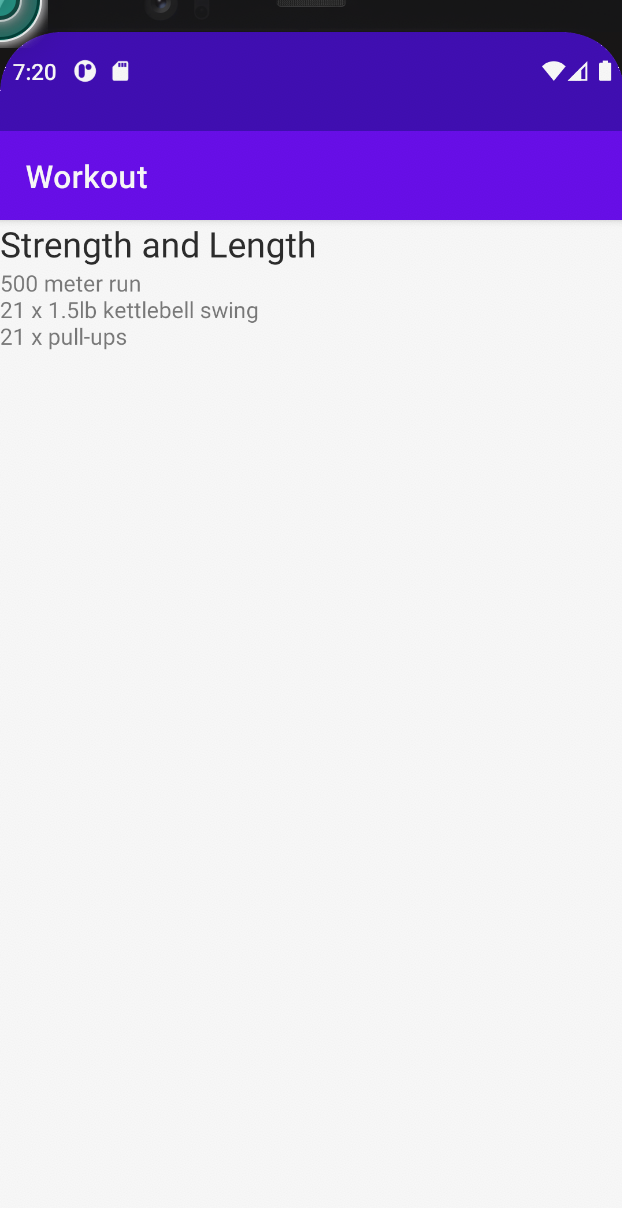 7:20
Workout
Strength and Length
500 meter run
21 x 1.5lb kettlebell swing
21 x pull-ups